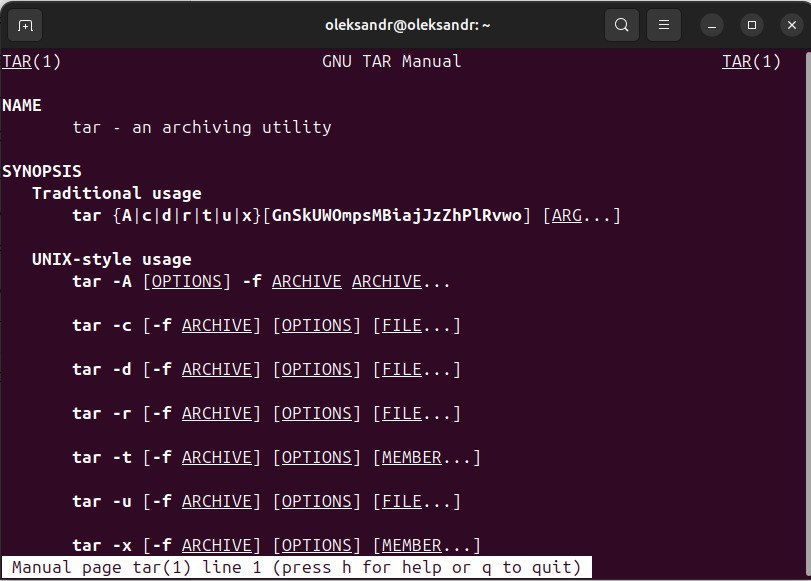 oleksandr@oleksandr: ~
TAR(1) GNU TAR Manual TAR(1)
NAME
tar - an archiving utility
SYNOPSIS
Traditional usage
tar {A|c|d|r|t|u|x}[GnSkUWOmpsMBiajJzZhPlRvwo] [ARG...]
UNIX-style usage
tar -A [OPTIONS] -f ARCHIVE ARCHIVE...
tar -c [-f ARCHIVE] [OPTIONS] [FILE...]
tar -d [-f ARCHIVE] [OPTIONS] [FILE...]
tar -r [-f ARCHIVE] [OPTIONS] [FILE...]
tar -t [-f ARCHIVE] [OPTIONS] [MEMBER...]
tar -u [-f ARCHIVE] [OPTIONS] [FILE...]
tar -x [-f ARCHIVE] [OPTIONS] [MEMBER...]
Manual page tar(1) line 1 (press h for help or q to quit)